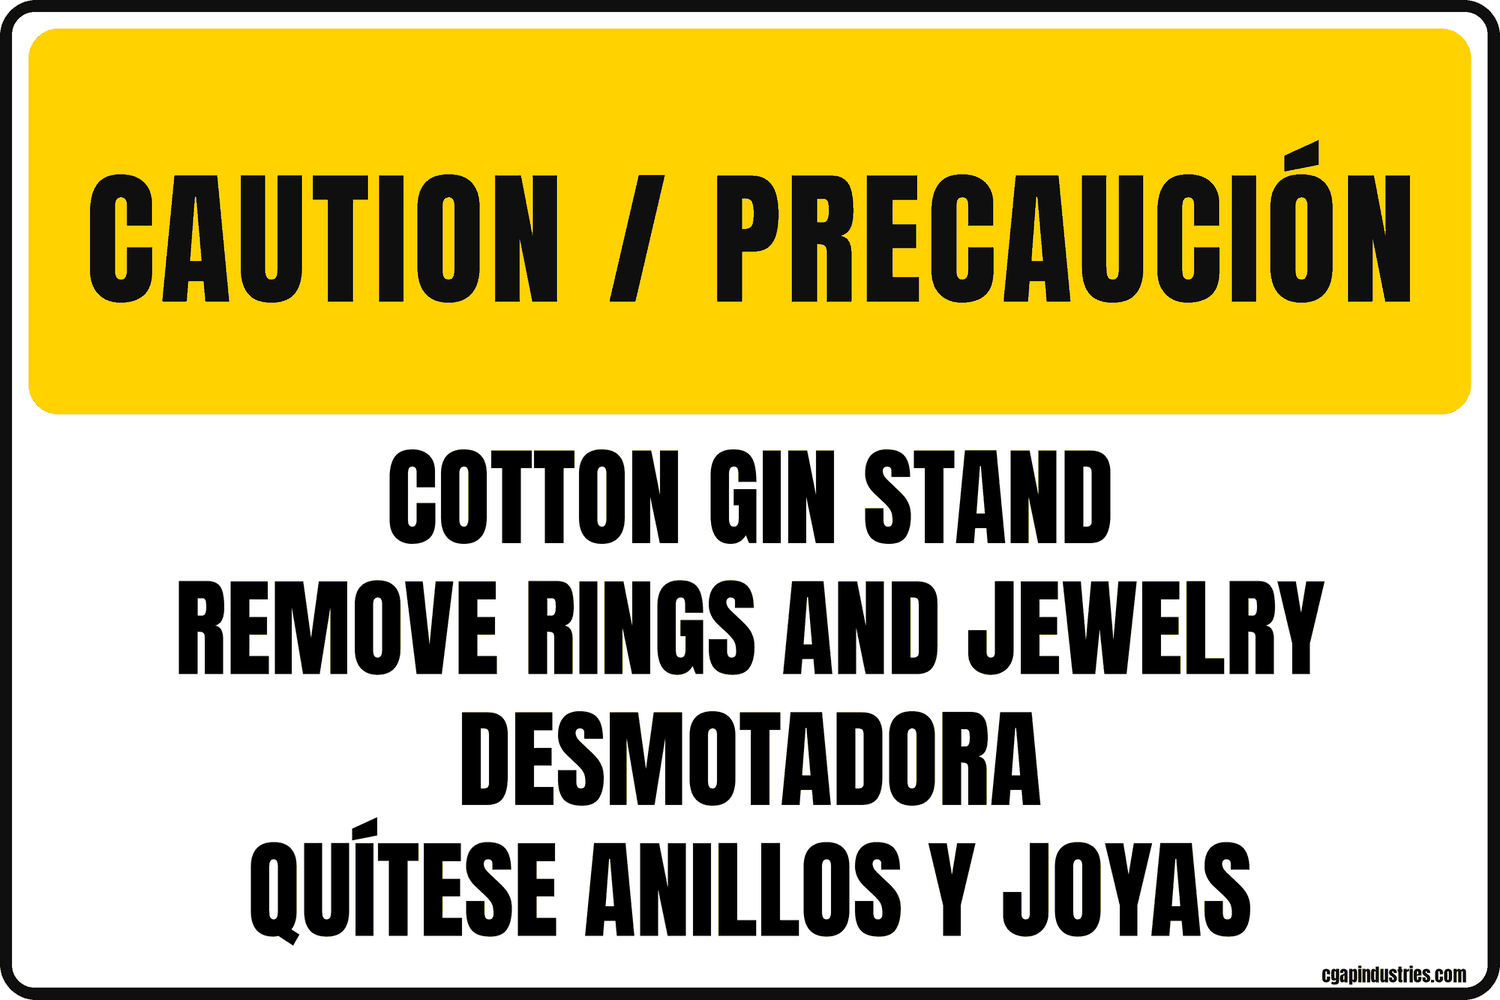 CAUTION / PRECAUCIÓN
COTTON GIN STAND
REMOVE RINGS AND JEWELRY
DESMOTADORA
QUÍTESE ANILLOS Y JOYAS
cgapindustries.com